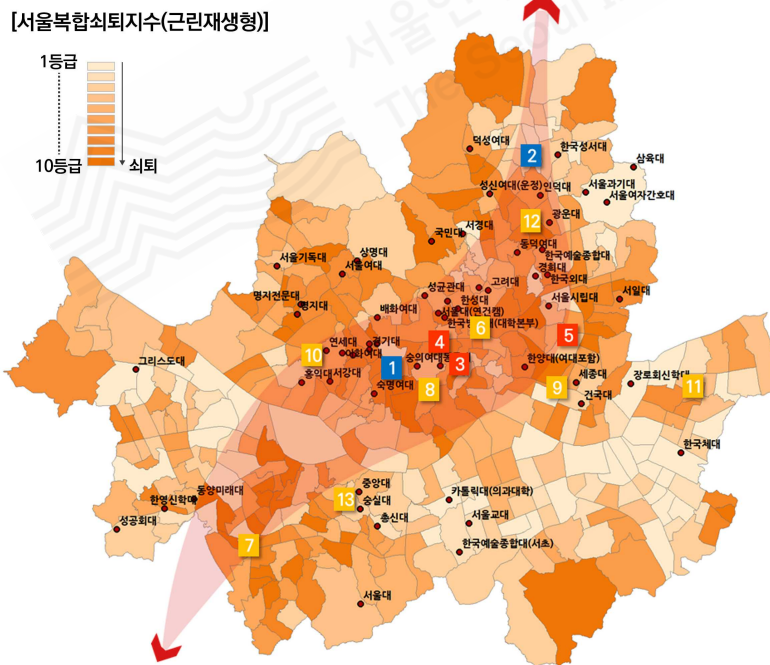 [서울복합쇠퇴지수(근린재생형)]
1등급
10등급
쇠퇴
The Seoul
덕성여대
2
한국성서대
삼육대
성신여대(운정)
인덕대
서울과기대
서울여자간호대
12
광운대
국민대
서경대
동덕여대
한국예술종합대
상명대
서울기독대
서울여대
경희대
한국외대
성균관대
고려대
명지전문대
명지대
한성대
서울시립대
서일대
배화여대
서울대(연건캠)
(대학본부)
6
4
5
연세대
경기대
10
이화여대
1
숭의여대
3
한양대(여대포함)
그리스도대
홍익대
서강대
숙명여대
8
9
세종대
장로회신학대
11
건국대
한국체대
중앙대
동양미래대
13
숭실대
카톨릭대(의과대학)
한영신학대
총신대
서울교대
성공회대
7
한국예술종합대(서초)
서울대